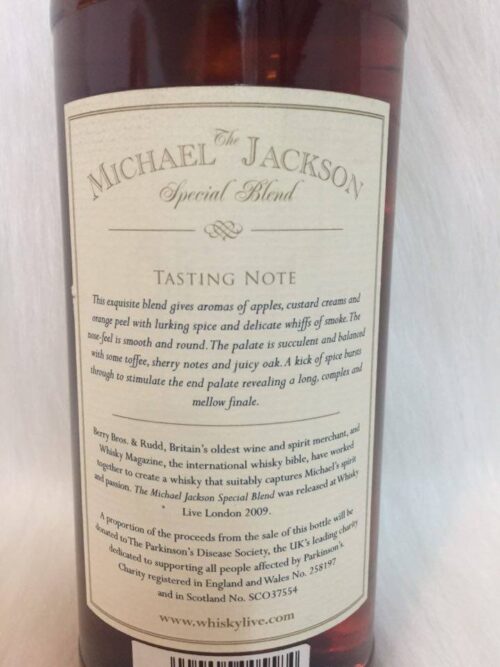 The
MICHAEL JACKSON
Special Blend
TASTING NOTE
This exquisite blend gives aromas of apples, custard creams and
orange peel with lurking spice and delicate whiffs of smoke. The
nose-feel is smooth and round. The palate is succulent and balanced
with some toffee, sherry notes and juicy oak. A kick of spice bursts
through to stimulate the end palate revealing a long, complex and
mellow finale.
Berry Bros. & Rudd, Britain's oldest wine and spirit merchant, and
Whisky Magazine, the international whisky bible, have worked
together to create a whisky that suitably captures Michael's spirit
and passion. The Michael Jackson Special Blend was released at Whisky
Live London 2009.
A proportion of the proceeds from the sale of this bottle will be
donated to The Parkinson's Disease Society, the UK's leading charity
dedicated to supporting all people affected by Parkinson's.
Charity registered in England and Wales No. 258197
and in Scotland No. SCO37554
www.whiskylive.com